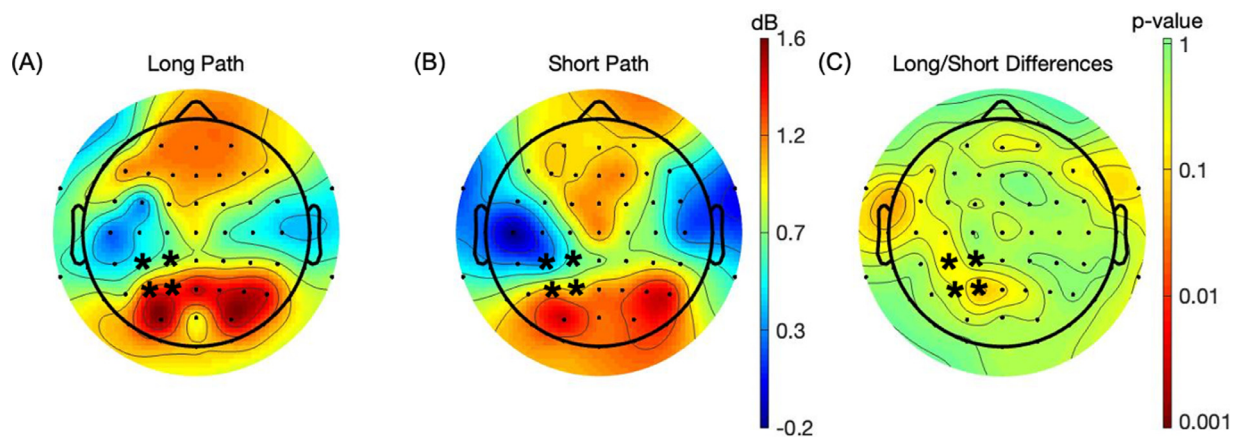 (A)
Long Path
(B)
Short Path
dB
1.6
1.2
0.7
0.3
-0.2
(C)
Long/Short Differences
p-value
1
0.1
0.01
0.001